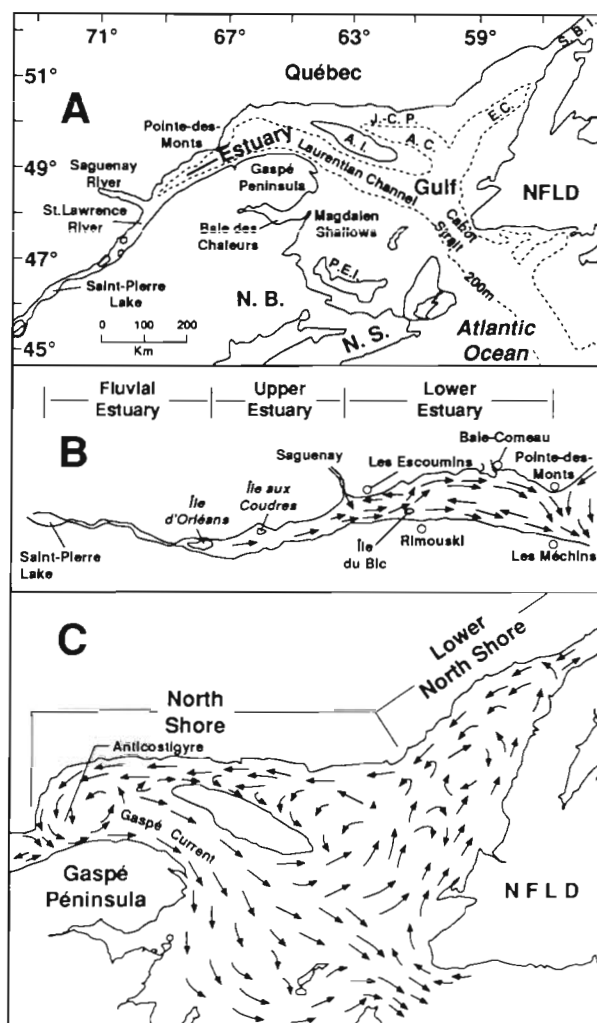 71°
67°
63°
59°
51°
49°
47°
45°
A
Québec
S.B.I.
Pointe-des-
Monts
J.-C. P.
E.C.
A. I.
A. C.
Estuary
Laurentian Channel
Gulf
Saguenay
River
Gaspé
Peninsula
NFLD
St.Lawrence
River
Baie des
Chaleurs
Magdalen
Shallows
Cabot
Strait
P.E.I.
200m
Saint-Pierre
Lake
N. B.
0 100 200
Km
N. S.
Atlantic
Ocean
Fluvial
Estuary
Upper
Estuary
Lower
Estuary
B
Saguenay
Les Escoumins
Baie-Comeau
Pointe-des-
Monts
Île
d'Orléans
Île aux
Coudres
Saint-Pierre
Lake
Île
du Bic
Rimouski
Les Méchins
C
Lower
North Shore
North
Shore
Anticostigyre
Gaspé Current
Gaspé
Péninsula
NFLD